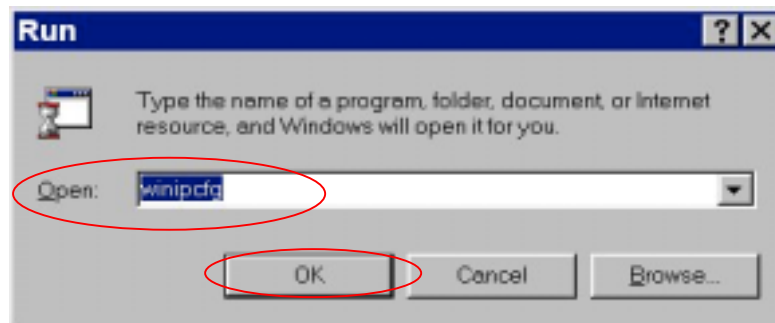 Run
Type the name of a program, folder, document, or Internet
resource, and Windows will open it for you.
Open: winipcfg
OK Cancel Browse...